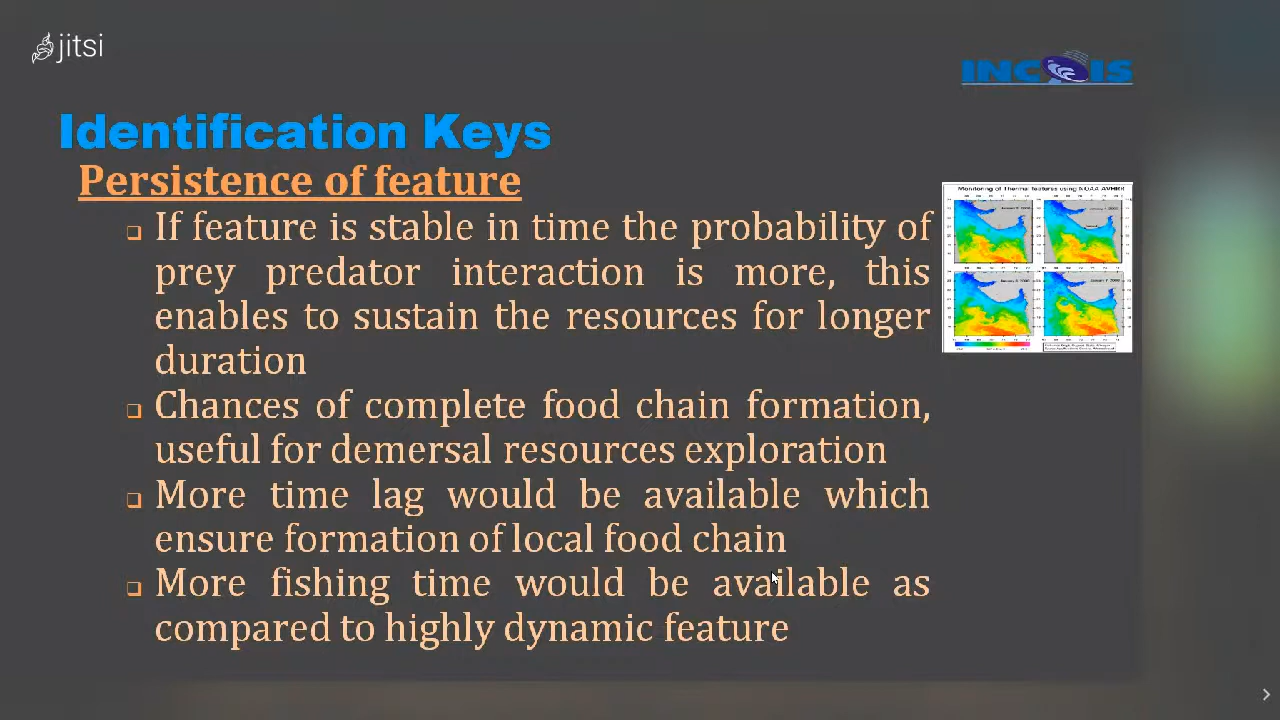 jitsi
INCOIS
Identification Keys
Persistence of feature
If feature is stable in time the probability of
prey predator interaction is more, this
enables to sustain the resources for longer
duration
Chances of complete food chain formation,
useful for demersal resources exploration
More time lag would be available which
ensure formation of local food chain
More fishing time would be available as
compared to highly dynamic feature
Monitoring of Thermal features using NOAA AVHRR